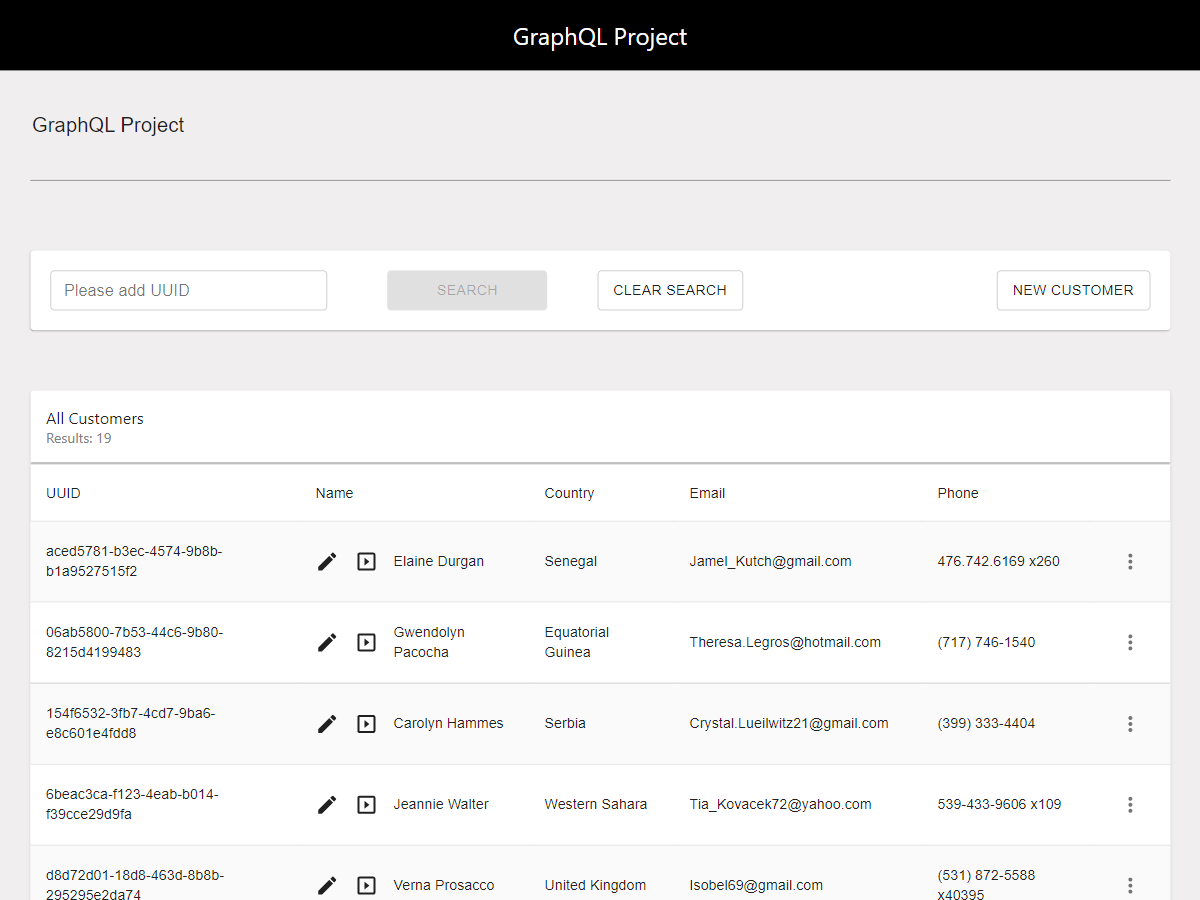 GraphQL Project
GraphQL Project
Please add UUID SEARCH CLEAR SEARCH NEW CUSTOMER
All Customers
Results: 19
UUID Name Country Email Phone
aced5781-b3ec-4574-9b8b-
b1a9527515f2 Elaine Durgan Senegal Jamel_Kutch@gmail.com 476.742.6169 x260
06ab5800-7b53-44c6-9b80- Gwendolyn Equatorial
8215d4199483 Pacocha Guinea Theresa.Legros@hotmail.com (717) 746-1540
154f6532-3fb7-4cd7-9ba6-
e8c601e4fdd8 Carolyn Hammes Serbia Crystal.Lueilwitz21@gmail.com (399) 333-4404
6beac3ca-f123-4eab-b014-
f39cce29d9fa Jeannie Walter Western Sahara Tia_Kovacek72@yahoo.com 539-433-9606 x109
d8d72d01-18d8-463d-8b8b- Verna Prosacco United Kingdom Isobel69@gmail.com (531) 872-5588
295295e2da74 x40395